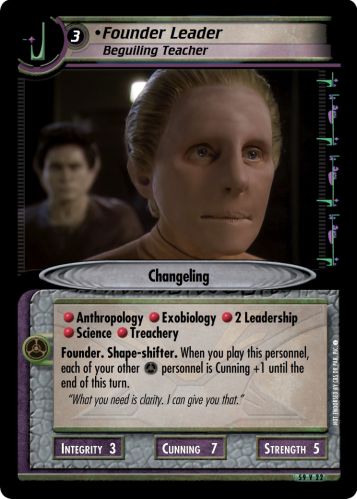 3
•Founder Leader
Beguiling Teacher
Changeling
Anthropology Exobiology 2 Leadership
Science Treachery
Founder. Shape-shifter. When you play this personnel,
each of your other personnel is Cunning +1 until the
end of this turn.
"What you need is clarity. I can give you that."
INTEGRITY 3 CUNNING 7 STRENGTH 5
59 V 22